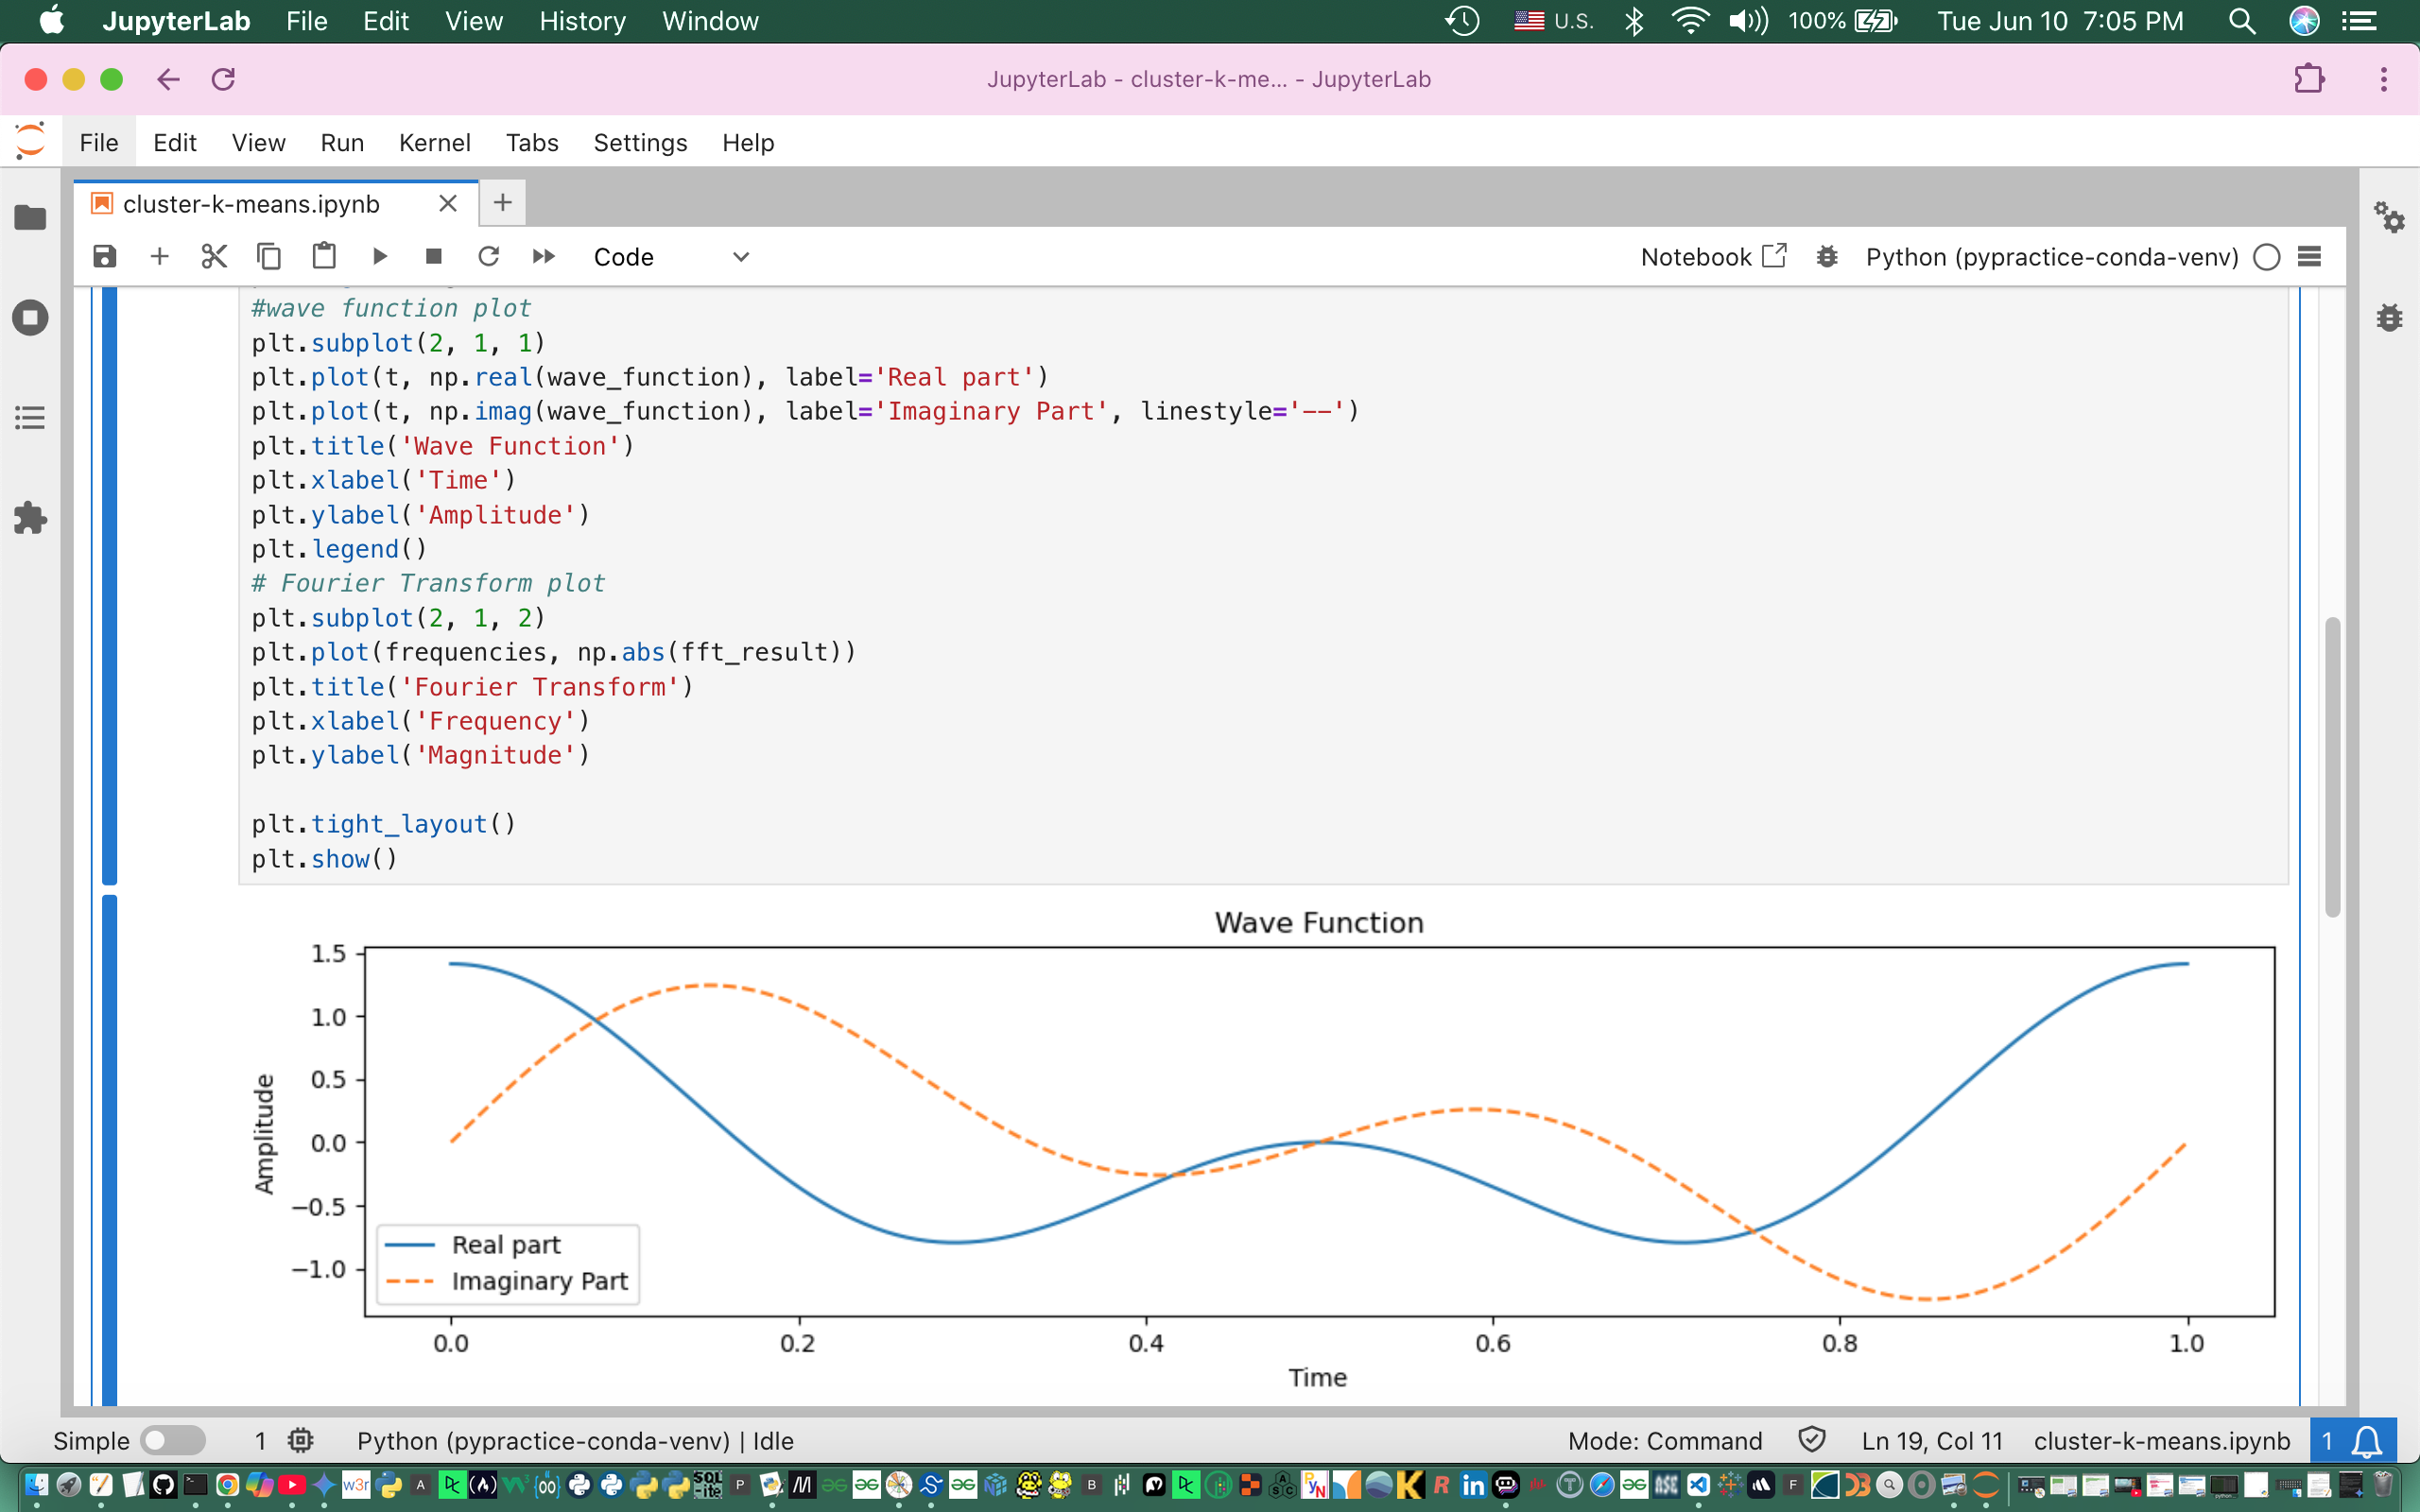 JupyterLab File Edit View History Window U.S. 100% Tue Jun 10 7:05 PM
JupyterLab - cluster-k-me... - JupyterLab
File Edit View Run Kernel Tabs Settings Help
cluster-k-means.ipynb
Code Notebook Python (pypractice-conda-venv)
#wave function plot
plt.subplot(2, 1, 1)
plt.plot(t, np.real(wave_function), label='Real part')
plt.plot(t, np.imag(wave_function), label='Imaginary Part', linestyle='--')
plt.title('Wave Function')
plt.xlabel('Time')
plt.ylabel('Amplitude')
plt.legend()
# Fourier Transform plot
plt.subplot(2, 1, 2)
plt.plot(frequencies, np.abs(fft_result))
plt.title('Fourier Transform')
plt.xlabel('Frequency')
plt.ylabel('Magnitude')
plt.tight_layout()
plt.show()
Wave Function
1.5
1.0
0.5
0.0
−0.5
−1.0
Amplitude
Real part
Imaginary Part
0.0 0.2 0.4 0.6 0.8 1.0
Time
Simple 1 Python (pypractice-conda-venv) | Idle Mode: Command Ln 19, Col 11 cluster-k-means.ipynb 1